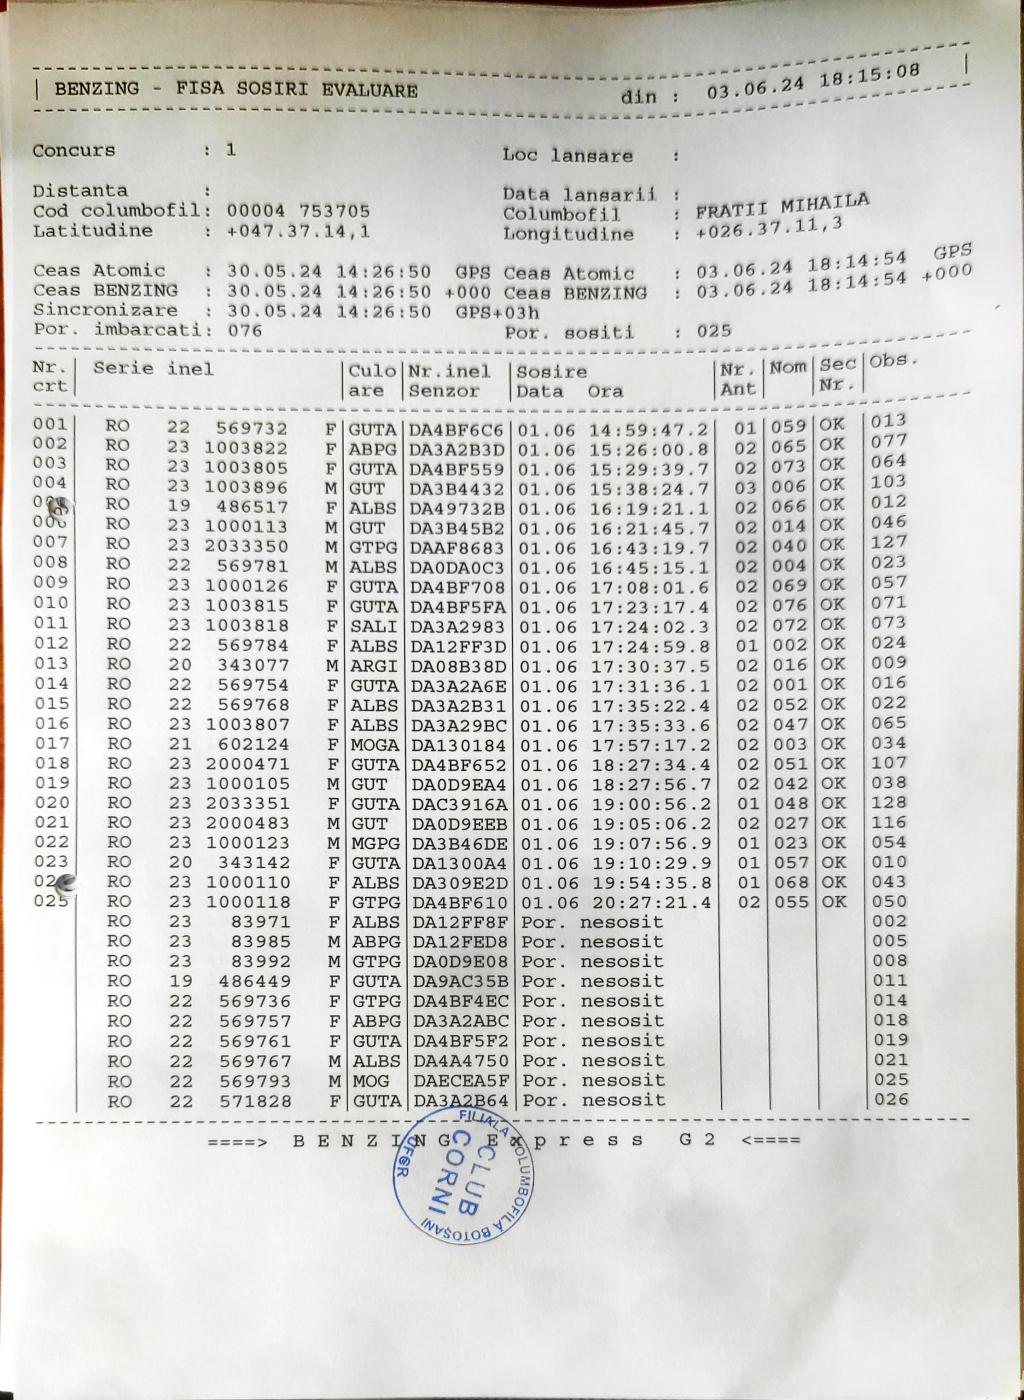 | BENZING - FISA SOSIRI EVALUARE din : 03.06.24 18:15:08 |
Concurs : 1 Loc lansare :
Distanta : Data lansarii :
Cod columbofil: 00004 753705 Columbofil : FRATII MIHAILA
Latitudine : +047.37.14,1 Longitudine : +026.37.11,3
Ceas Atomic : 30.05.24 14:26:50 GPS Ceas Atomic : 03.06.24 18:14:54 GPS
Ceas BENZING : 30.05.24 14:26:50 +000 Ceas BENZING : 03.06.24 18:14:54 +000
Sincronizare : 30.05.24 14:26:50 GPS+03h
Por. imbarcati: 076 Por. sositi : 025
Nr.| Serie inel |Culo|Nr.inel |Sosire |Nr.|Nom|Sec|Obs.
crt| |are |Senzor |Data Ora |Ant| |Nr.|
001| RO 22 569732 F|GUTA|DA4BF6C6|01.06 14:59:47.2|01|059|OK|013
002| RO 23 1003822 F|ABPG|DA3A2B3D|01.06 15:26:00.8|02|065|OK|077
003| RO 23 1003805 F|GUTA|DA4BF559|01.06 15:29:39.7|02|073|OK|064
004| RO 23 1003896 M|GUT|DA3B4432|01.06 15:38:24.7|03|006|OK|103
005| RO 19 486517 F|ALBS|DA49732B|01.06 16:19:21.1|02|066|OK|012
006| RO 23 1000113 M|GUT|DA3B45B2|01.06 16:21:45.7|02|014|OK|046
007| RO 23 2033350 M|GTPG|DAAF8683|01.06 16:43:19.7|02|040|OK|127
008| RO 22 569781 M|ALBS|DA0DA0C3|01.06 16:45:15.1|02|004|OK|023
009| RO 23 1000126 F|GUTA|DA4BF708|01.06 17:08:01.6|02|069|OK|057
010| RO 23 1003815 F|GUTA|DA4BF5FA|01.06 17:23:17.4|02|076|OK|071
011| RO 23 1003818 F|SALI|DA3A2983|01.06 17:24:02.3|02|072|OK|073
012| RO 22 569784 F|ALBS|DA12FF3D|01.06 17:24:59.8|01|002|OK|024
013| RO 20 343077 M|ARGI|DA08B38D|01.06 17:30:37.5|02|016|OK|009
014| RO 22 569754 F|GUTA|DA3A2A6E|01.06 17:31:36.1|02|001|OK|016
015| RO 22 569768 F|ALBS|DA3A2B31|01.06 17:35:22.4|02|052|OK|022
016| RO 23 1003807 F|ALBS|DA3A29BC|01.06 17:35:33.6|02|047|OK|065
017| RO 21 602124 F|MOGA|DA130184|01.06 17:57:17.2|02|003|OK|034
018| RO 23 2000471 F|GUTA|DA4BF652|01.06 18:27:34.4|02|051|OK|107
019| RO 23 1000105 M|GUT|DA0D9EA4|01.06 18:27:56.7|02|042|OK|038
020| RO 23 2033351 F|GUTA|DAC3916A|01.06 19:00:56.2|01|048|OK|128
021| RO 23 2000483 M|GUT|DA0D9EEB|01.06 19:05:06.2|02|027|OK|116
022| RO 23 1000123 M|MGPG|DA3B46DE|01.06 19:07:56.9|01|023|OK|054
023| RO 20 343142 F|GUTA|DA1300A4|01.06 19:10:29.9|01|057|OK|010
02 | RO 23 1000110 F|ALBS|DA309E2D|01.06 19:54:35.8|01|068|OK|043
025| RO 23 1000118 F|GTPG|DA4BF610|01.06 20:27:21.4|02|055|OK|050
RO 23 83971 F|ALBS|DA12FF8F|Por. nesosit | | | |002
RO 23 83985 M|ABPG|DA12FED8|Por. nesosit | | | |005
RO 23 83992 M|GTPG|DA0D9E08|Por. nesosit | | | |008
RO 19 486449 F|GUTA|DA9AC35B|Por. nesosit | | | |011
RO 22 569736 F|GTPG|DA4BF4EC|Por. nesosit | | | |014
RO 22 569757 F|ABPG|DA3A2ABC|Por. nesosit | | | |018
RO 22 569761 F|GUTA|DA4BF5F2|Por. nesosit | | | |019
RO 22 569767 M|ALBS|DA4A4750|Por. nesosit | | | |021
RO 22 569793 M|MOG|DAECEA5F|Por. nesosit | | | |025
RO 22 571828 F|GUTA|DA3A2B64|Por. nesosit | | | |026
====> B E N Z I N G E x p r e s s G 2 <====
FILIALA COLUMBOFILĂ BOTOŞANI
UFCR
CLUB
CORNI